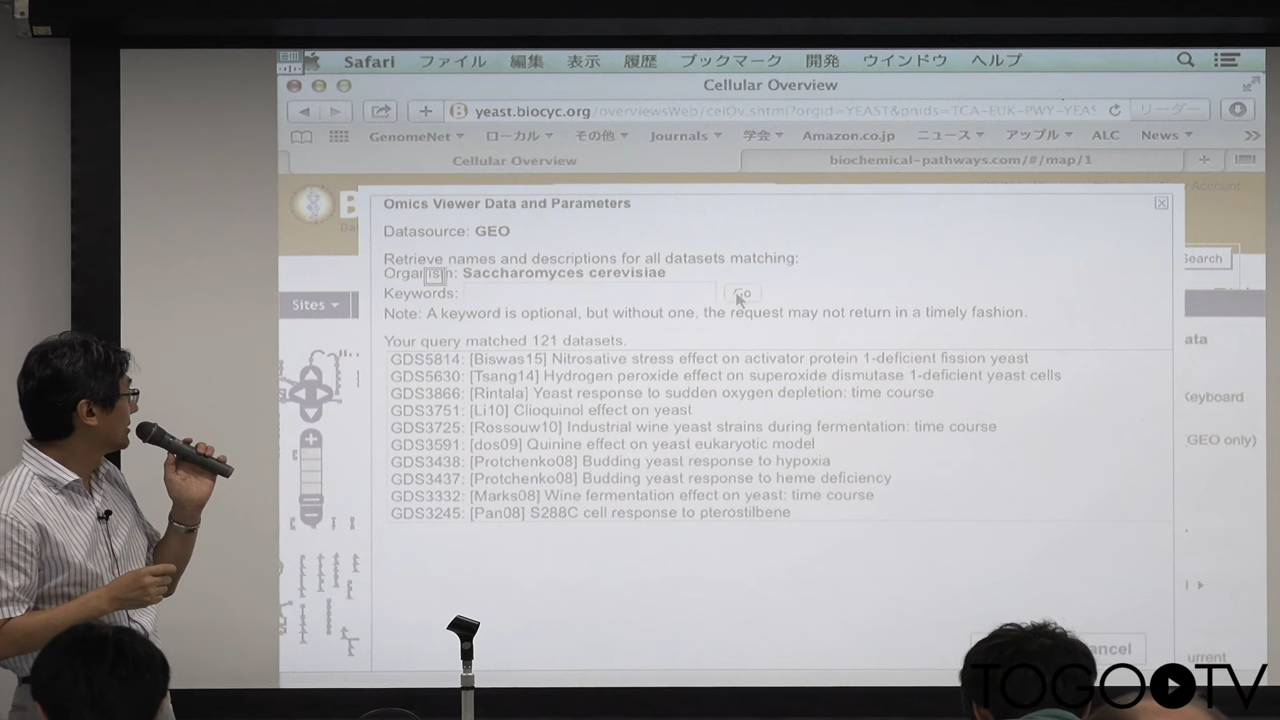 Safari ファイル 編集 表示 履歴 ブックマーク 開発 ウインドウ ヘルプ
Cellular Overview
yeast.biocyc.org/overviewsWeb/celOv.shtml?orgid=YEAST&pnids=TCA-EUK-PWY-YEAS リーダー
GenomeNet ローカル その他 Journals 学会 Amazon.co.jp ニュース アップル ALC News
Cellular Overview biochemical-pathways.com/#/map/1
B
Account
Omics Viewer Data and Parameters
Datasource: GEO
Retrieve names and descriptions for all datasets matching:
Search
Organism: Saccharomyces cerevisiae
Keywords: Go
Sites
Note: A keyword is optional, but without one, the request may not return in a timely fashion.
Your query matched 121 datasets.
ata
GDS5814: [Biswas15] Nitrosative stress effect on activator protein 1-deficient fission yeast
GDS5630: [Tsang14] Hydrogen peroxide effect on superoxide dismutase 1-deficient yeast cells
GDS3866: [Rintala] Yeast response to sudden oxygen depletion: time course
Keyboard
GDS3751: [Li10] Clioquinol effect on yeast
GDS3725: [Rossouw10] Industrial wine yeast strains during fermentation: time course
GDS3591: [dos09] Quinine effect on yeast eukaryotic model
(GEO only)
GDS3438: [Protchenko08] Budding yeast response to hypoxia
GDS3437: [Protchenko08] Budding yeast response to heme deficiency
GDS3332: [Marks08] Wine fermentation effect on yeast: time course
GDS3245: [Pan08] S288C cell response to pterostilbene
ancel
urrent
TOGO TV